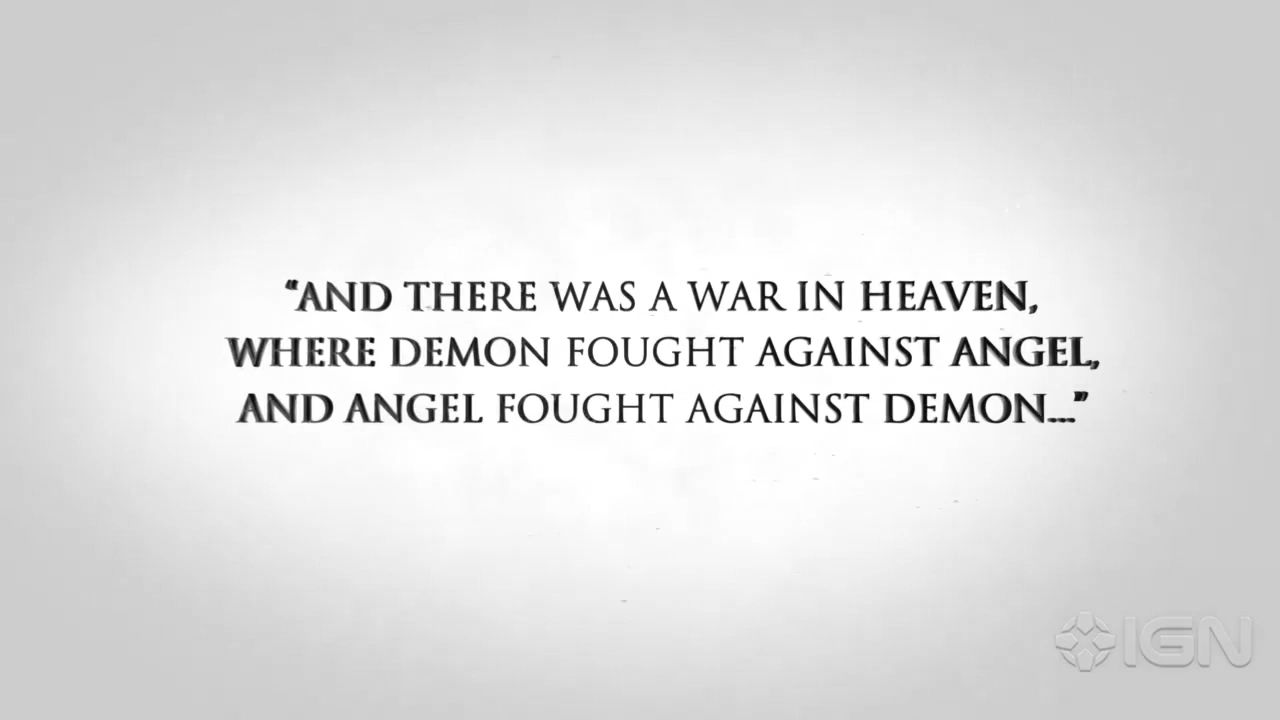 “AND THERE WAS A WAR IN HEAVEN,
WHERE DEMON FOUGHT AGAINST ANGEL,
AND ANGEL FOUGHT AGAINST DEMON...”
IGN